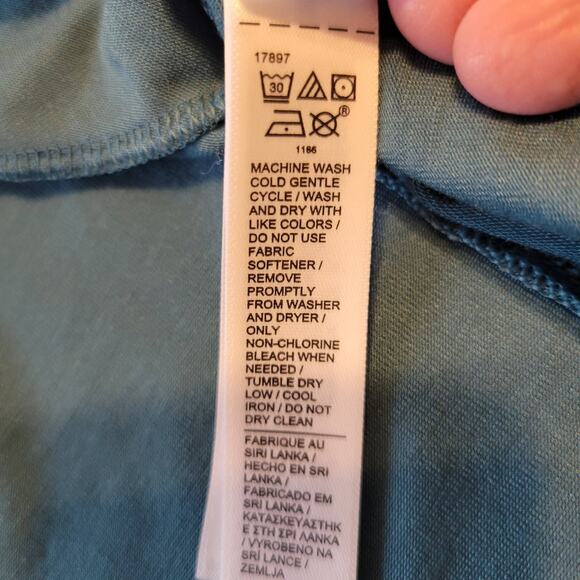 17897
30
R
1186
MACHINE WASH
COLD GENTLE
CYCLE / WASH
AND DRY WITH
LIKE COLORS /
DO NOT USE
FABRIC
SOFTENER /
REMOVE
PROMPTLY
FROM WASHER
AND DRYER /
ONLY
NON-CHLORINE
BLEACH WHEN
NEEDED /
TUMBLE DRY
LOW / COOL
IRON / DO NOT
DRY CLEAN
FABRIQUE AU
SRI LANKA /
HECHO EN SRI
LANKA /
FABRICADO EM
SRI LANKA /
ΚΑΤΑΣΚΕΥΑΣΤΗΚ
Ε ΣΤΗ ΣΡΙ ΛΑΝΚΑ
/ VYROBENO NA
SRÍ LANCE /
ZEMLJA